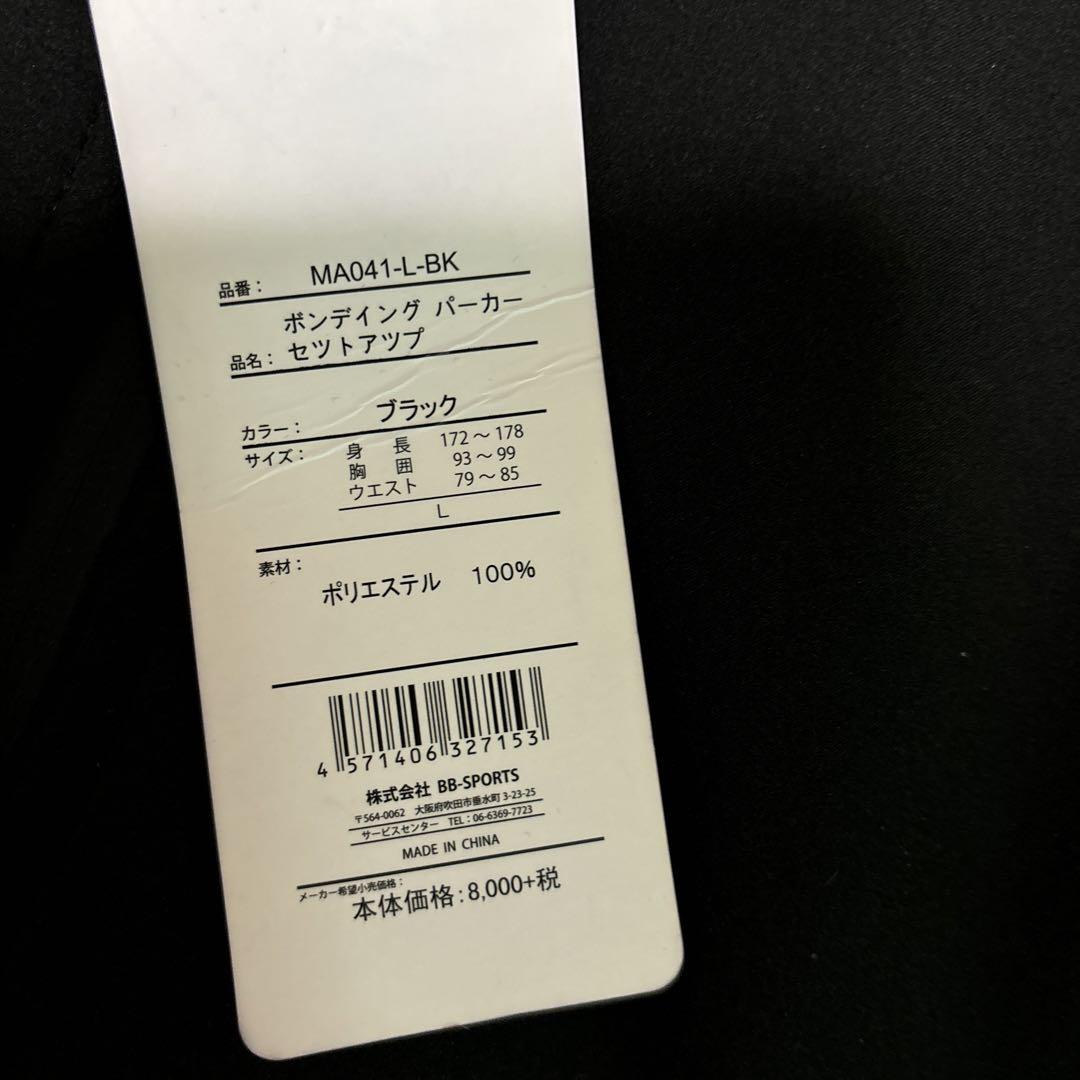 品番： MA041-L-BK
ボンデイング パーカー
品名： セツトアツプ
カラー： ブラック
サイズ： 身 長 172～178
胸 囲 93～99
ウエスト 79～85
L
素材：
ポリエステル 100%
4 571406 327153
株式会社 BB-SPORTS
〒564-0062 大阪府吹田市垂水町 3-23-25
サービスセンター TEL：06-6369-7723
MADE IN CHINA
メーカー希望小売価格：
本体価格：8,000+税